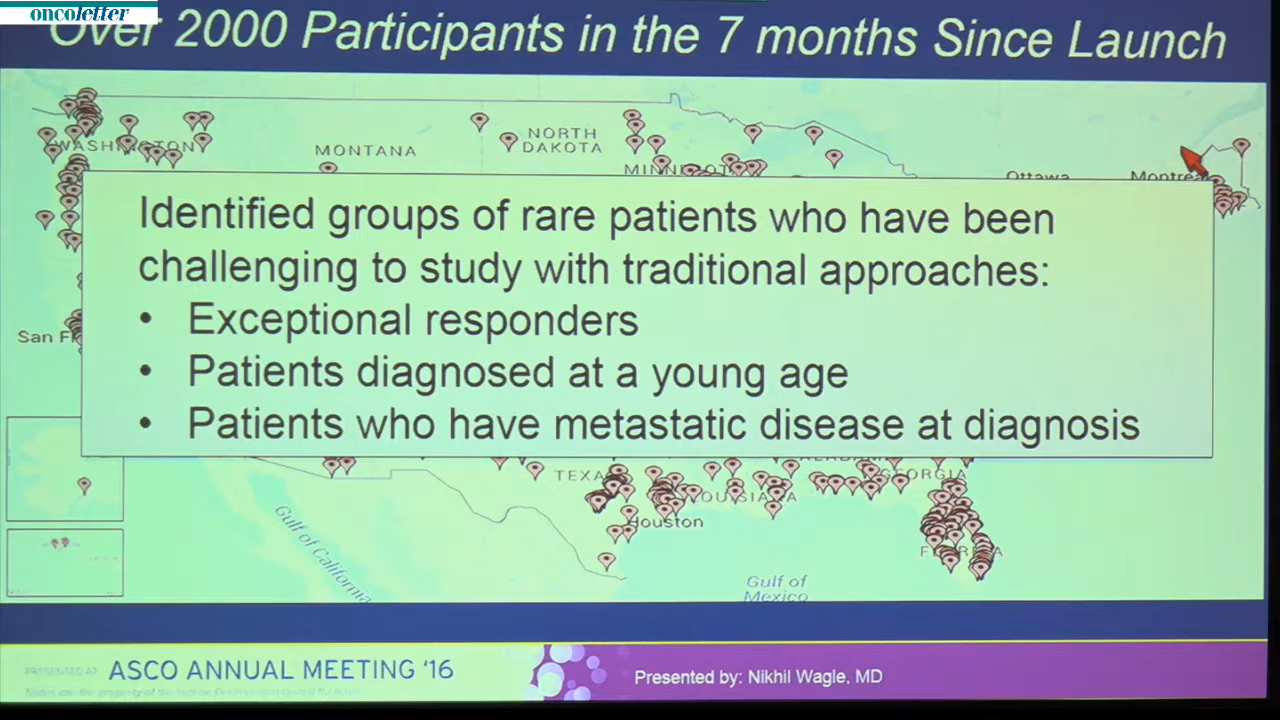 oncoletter
Over 2000 Participants in the 7 months Since Launch
WASHINGTON
MONTANA
NORTH
DAKOTA
Ottawa
Identified groups of rare patients who have been
challenging to study with traditional approaches:
• Exceptional responders
• Patients diagnosed at a young age
• Patients who have metastatic disease at diagnosis
San F
GEORGIA
Houston
Gulf of California
Gulf of
Mexico
PRESENTED AT: ASCO ANNUAL MEETING '16
Presented by: Nikhil Wagle, MD